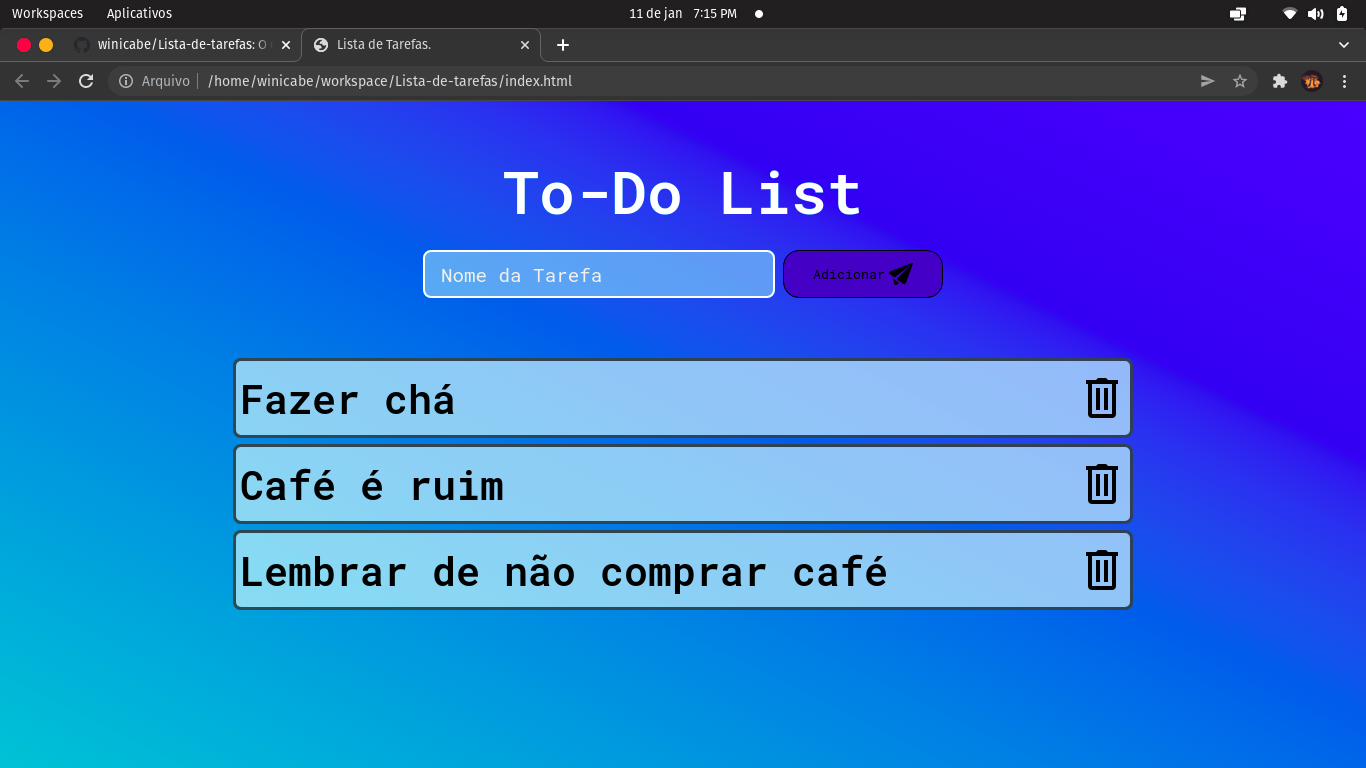 Workspaces Aplicativos 11 de jan 7:15 PM
winicabe/Lista-de-tarefas: O Lista de Tarefas.
Arquivo /home/winicabe/workspace/Lista-de-tarefas/index.html
To-Do List
Nome da Tarefa Adicionar
Fazer chá
Café é ruim
Lembrar de não comprar café